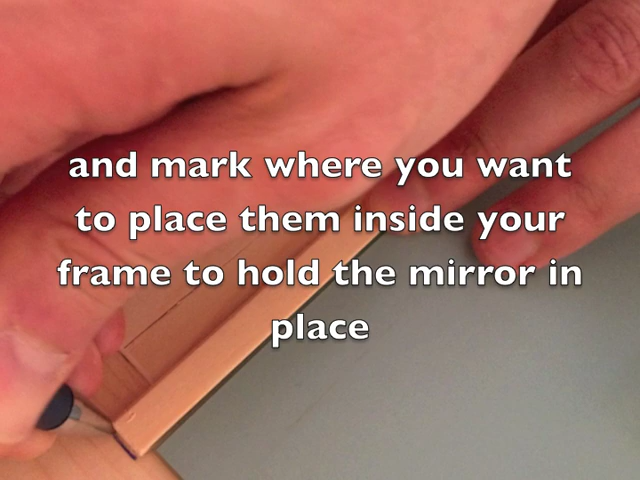 and mark where you want
to place them inside your
frame to hold the mirror in
place